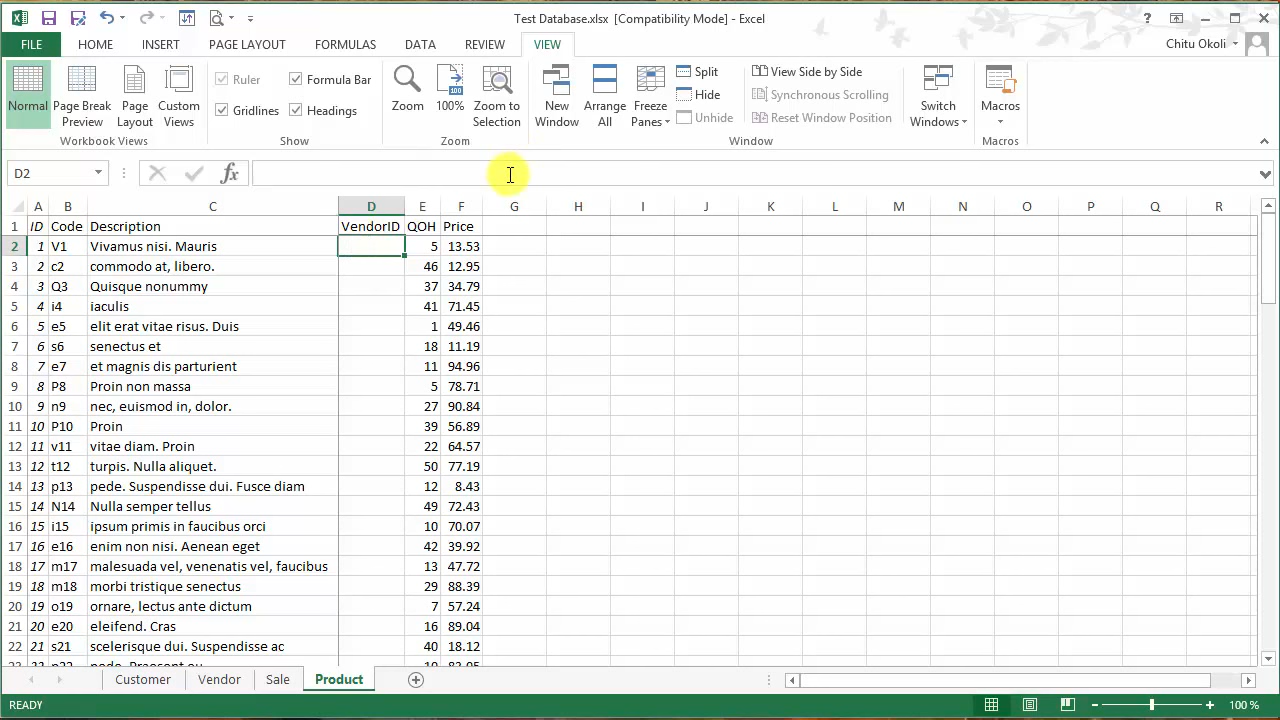 Test Database.xlsx [Compatibility Mode] - Excel
?
FILE HOME INSERT PAGE LAYOUT FORMULAS DATA REVIEW VIEW Chitu Okoli
Normal
Page Break
Preview
Page
Layout
Custom
Views
Workbook Views
Ruler
Formula Bar
Gridlines
Headings
Show
Zoom
100%
Zoom to
Selection
Zoom
New
Window
Arrange
All
Freeze
Panes
Split
Hide
Unhide
View Side by Side
Synchronous Scrolling
Reset Window Position
Window
Switch
Windows
Macros
Macros
D2
fx
A B C D E F G H I J K L M N O P Q R
1 ID Code Description VendorID QOH Price
2 1 V1 Vivamus nisi. Mauris 5 13.53
3 2 c2 commodo at, libero. 46 12.95
4 3 Q3 Quisque nonummy 37 34.79
5 4 i4 iaculis 41 71.45
6 5 e5 elit erat vitae risus. Duis 1 49.46
7 6 s6 senectus et 18 11.19
8 7 e7 et magnis dis parturient 11 94.96
9 8 P8 Proin non massa 5 78.71
10 9 n9 nec, euismod in, dolor. 27 90.84
11 10 P10 Proin 39 56.89
12 11 v11 vitae diam. Proin 22 64.57
13 12 t12 turpis. Nulla aliquet. 50 77.19
14 13 p13 pede. Suspendisse dui. Fusce diam 12 8.43
15 14 N14 Nulla semper tellus 49 72.43
16 15 i15 ipsum primis in faucibus orci 10 70.07
17 16 e16 enim non nisi. Aenean eget 42 39.92
18 17 m17 malesuada vel, venenatis vel, faucibus 13 47.72
19 18 m18 morbi tristique senectus 29 88.39
20 19 o19 ornare, lectus ante dictum 7 57.24
21 20 e20 eleifend. Cras 16 89.04
22 21 s21 scelerisque dui. Suspendisse ac 40 18.12
Customer Vendor Sale Product
READY
100 %